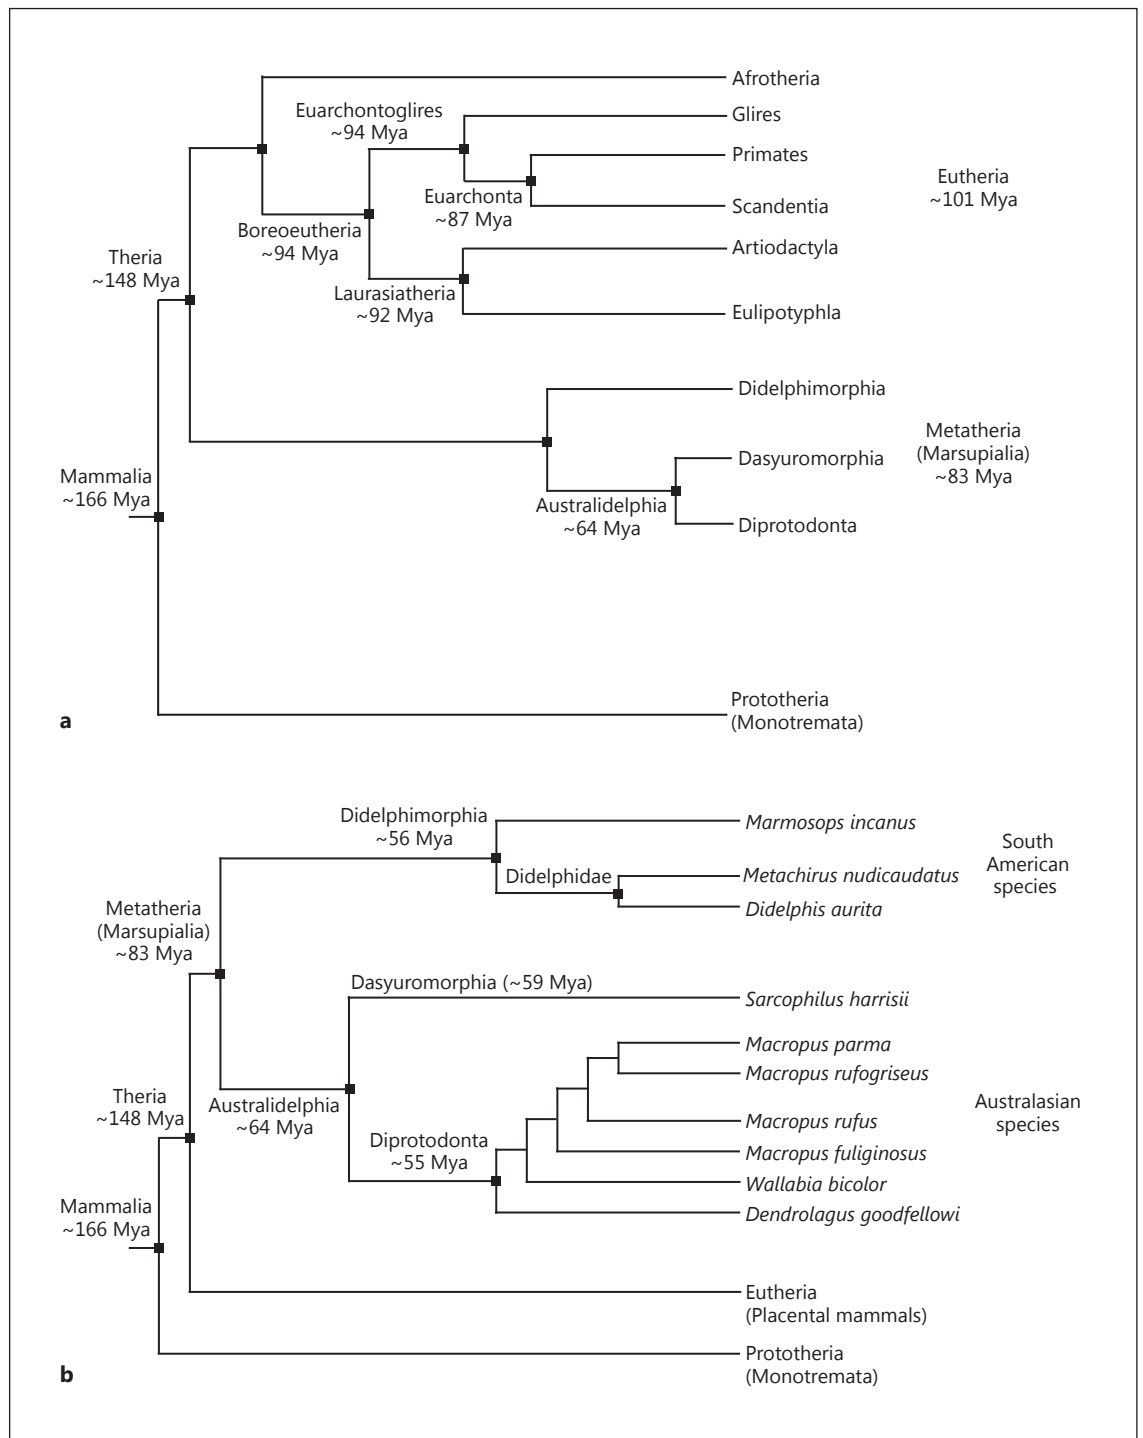 Afrotheria
Euarchontoglires
~94 Mya
Glires
Primates
Eutheria
~101 Mya
Euarchonta
~87 Mya
Scandentia
Boreoeutheria
~94 Mya
Artiodactyla
Theria
~148 Mya
Laurasiatheria
~92 Mya
Eulipotyphla
Didelphimorphia
Metatheria
(Marsupialia)
~83 Mya
Dasyuromorphia
Mammalia
~166 Mya
Australidelphia
~64 Mya
Diprotodonta
Prototheria
(Monotremata)
a
Didelphimorphia
~56 Mya
Marmosops incanus
South
American
species
Didelphidae
Metachirus nudicaudatus
Didelphis aurita
Metatheria
(Marsupialia)
~83 Mya
Dasyuromorphia (~59 Mya)
Sarcophilus harrisii
Macropus parma
Macropus rufogriseus
Theria
~148 Mya
Australidelphia
~64 Mya
Australasian
species
Macropus rufus
Diprotodonta
~55 Mya
Macropus fuliginosus
Wallabia bicolor
Mammalia
~166 Mya
Dendrolagus goodfellowi
Eutheria
(Placental mammals)
Prototheria
(Monotremata)
b